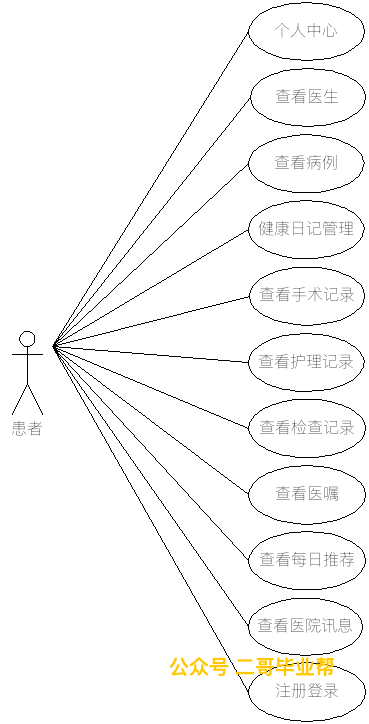 个人中心
查看医生
查看病例
健康日记管理
查看手术记录
查看护理记录
患者
查看检查记录
查看医嘱
查看每日推荐
查看医院讯息
公众号 二哥毕业帮
注册登录